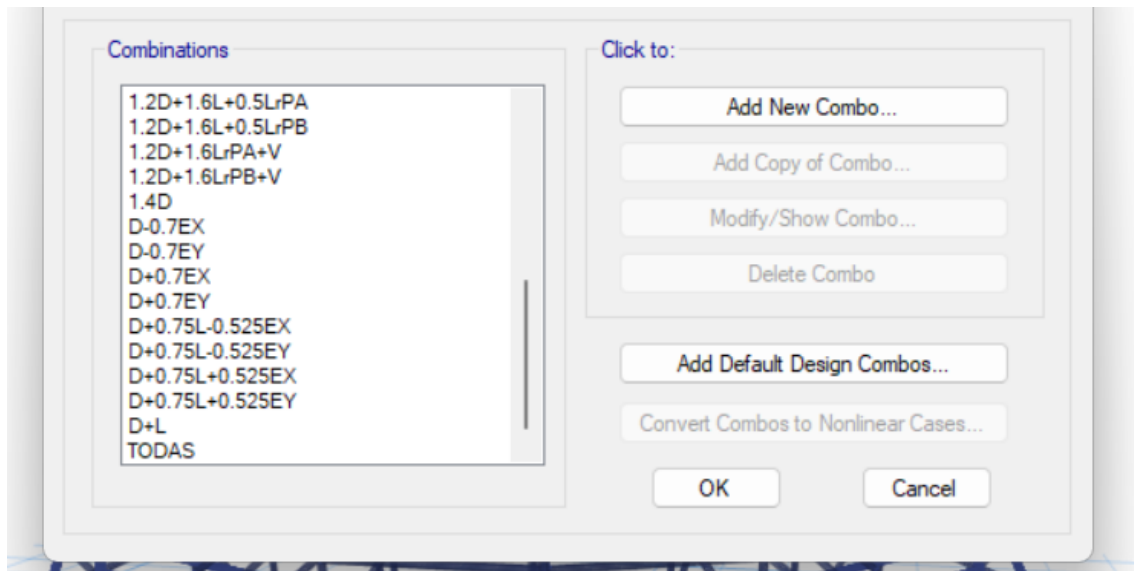 Combinations
1.2D+1.6L+0.5LrPA
1.2D+1.6L+0.5LrPB
1.2D+1.6LrPA+V
1.2D+1.6LrPB+V
1.4D
D-0.7EX
D-0.7EY
D+0.7EX
D+0.7EY
D+0.75L-0.525EX
D+0.75L-0.525EY
D+0.75L+0.525EX
D+0.75L+0.525EY
D+L
TODAS
Click to:
Add New Combo...
Add Copy of Combo...
Modify/Show Combo...
Delete Combo
Add Default Design Combos...
Convert Combos to Nonlinear Cases...
OK
Cancel